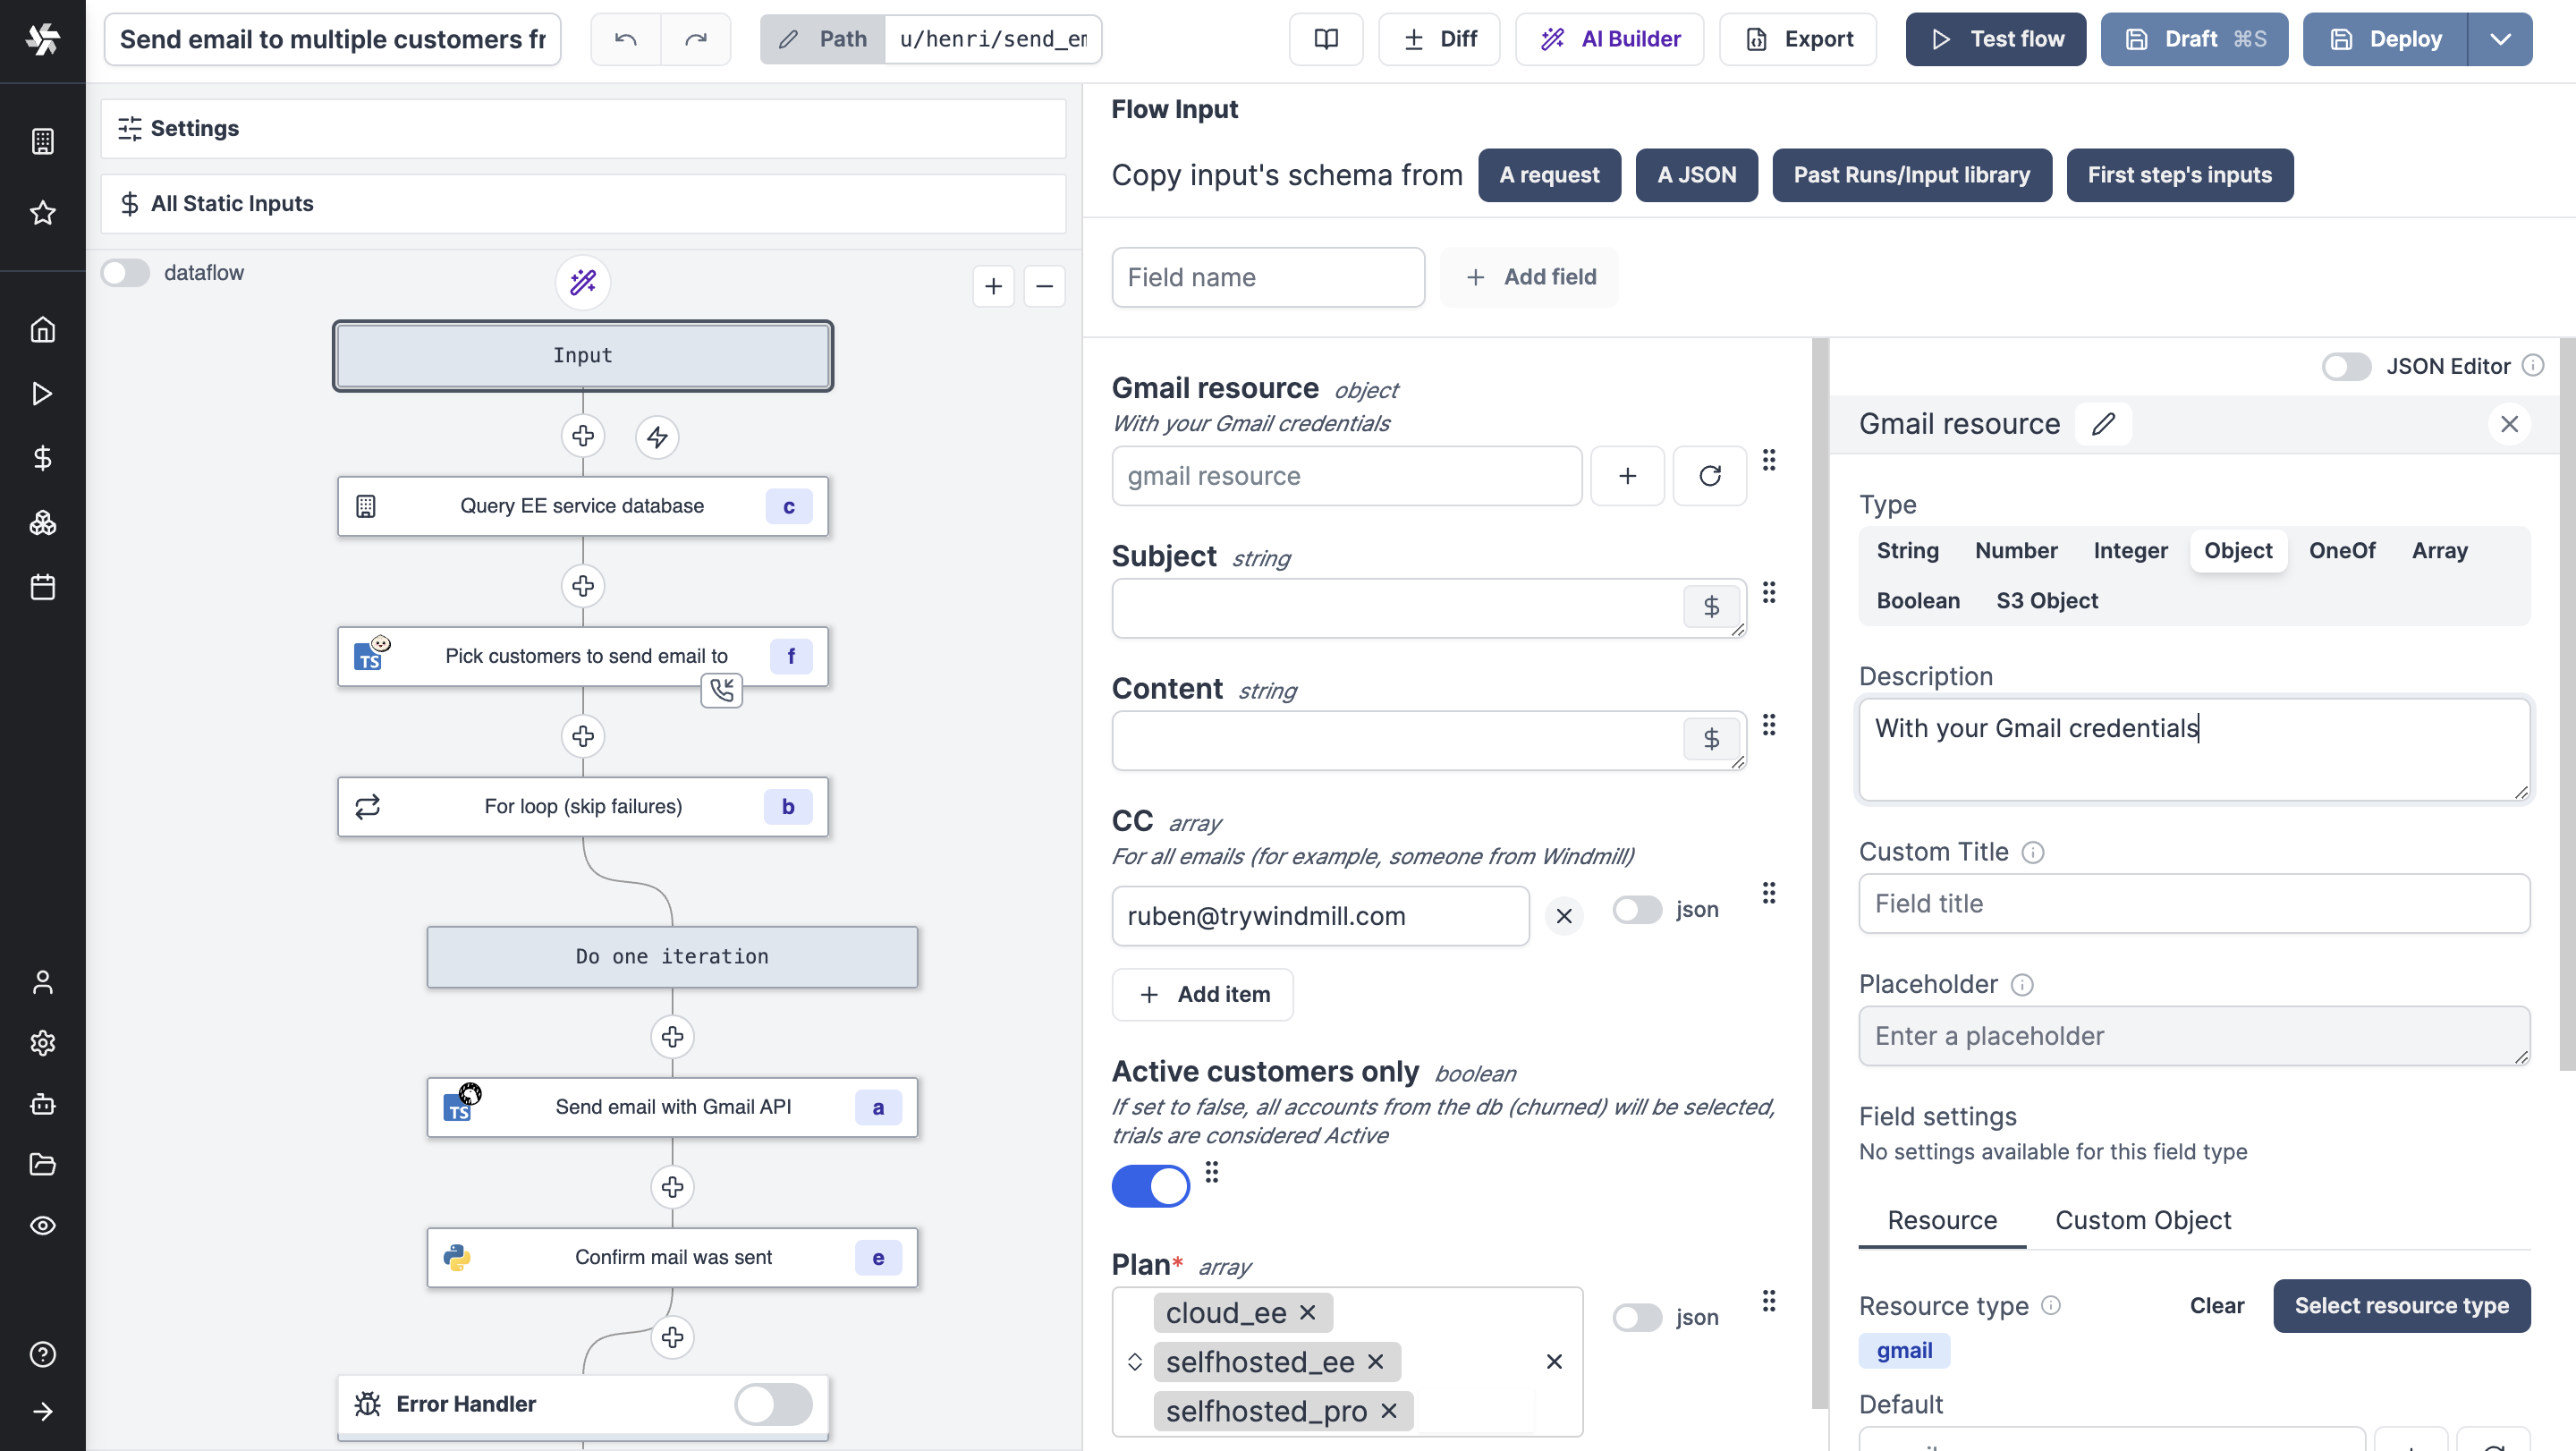 Send email to multiple customers fr
Path
u/henri/send_en
Diff
AI Builder
Export
Test flow
Draft ⌘S
Deploy
Settings
All Static Inputs
dataflow
Input
Query EE service database
c
TS
Pick customers to send email to
f
For loop (skip failures)
b
Do one iteration
TS
Send email with Gmail API
a
Confirm mail was sent
e
Error Handler
Flow Input
Copy input's schema from
A request
A JSON
Past Runs/Input library
First step's inputs
Field name
+ Add field
Gmail resource object
With your Gmail credentials
gmail resource
Subject string
$
Content string
$
CC array
For all emails (for example, someone from Windmill)
ruben@trywindmill.com
json
+ Add item
Active customers only boolean
If set to false, all accounts from the db (churned) will be selected,
trials are considered Active
Plan* array
cloud_ee
selfhosted_ee
selfhosted_pro
json
JSON Editor
Gmail resource
Type
String Number Integer Object OneOf Array
Boolean S3 Object
Description
With your Gmail credentials
Custom Title
Field title
Placeholder
Enter a placeholder
Field settings
No settings available for this field type
Resource Custom Object
Resource type
Clear
Select resource type
gmail
Default